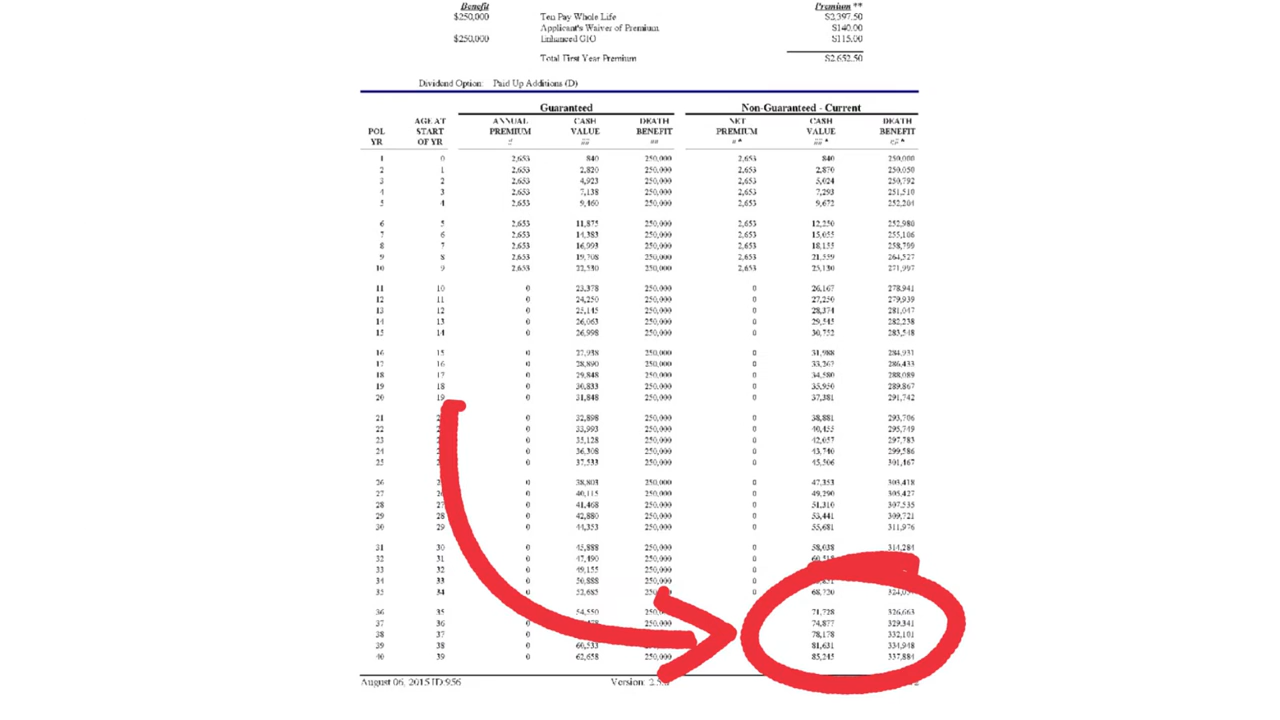 Benefit Premium **
$250,000 Ten Pay Whole Life $2,397.50
Applicant's Waiver of Premium $140.00
$250,000 Enhanced GIO $115.00
Total First Year Premium $2,652.50
Dividend Option: Paid Up Additions (D)
Guaranteed Non-Guaranteed - Current
AGE AT ANNUAL CASH DEATH NET CASH DEATH
POL START PREMIUM VALUE BENEFIT PREMIUM VALUE BENEFIT
YR OF YR # ## ## # * ## * ## *
1 0 2,653 840 250,000 2,653 840 250,000
2 1 2,653 2,820 250,000 2,653 2,870 250,050
3 2 2,653 4,923 250,000 2,653 5,024 250,792
4 3 2,653 7,138 250,000 2,653 7,293 251,510
5 4 2,653 9,460 250,000 2,653 9,672 252,204
6 5 2,653 11,875 250,000 2,653 12,250 252,980
7 6 2,653 14,383 250,000 2,653 15,055 255,106
8 7 2,653 16,993 250,000 2,653 18,155 258,799
9 8 2,653 19,708 250,000 2,653 21,559 264,527
10 9 2,653 22,530 250,000 2,653 25,130 271,997
11 10 0 23,378 250,000 0 26,167 278,941
12 11 0 24,250 250,000 0 27,250 279,939
13 12 0 25,145 250,000 0 28,374 281,047
14 13 0 26,063 250,000 0 29,545 282,238
15 14 0 26,998 250,000 0 30,752 283,548
16 15 0 27,938 250,000 0 31,988 284,931
17 16 0 28,890 250,000 0 33,267 286,433
18 17 0 29,848 250,000 0 34,580 288,089
19 18 0 30,833 250,000 0 35,950 289,867
20 19 0 31,848 250,000 0 37,381 291,742
21 0 32,898 250,000 0 38,881 293,706
22 0 33,993 250,000 0 40,455 295,749
23 0 35,128 250,000 0 42,057 297,783
24 0 36,308 250,000 0 43,740 299,586
25 0 37,533 250,000 0 45,506 301,467
26 0 38,803 250,000 0 47,353 303,418
27 0 40,115 250,000 0 49,290 305,427
28 27 0 41,468 250,000 0 51,310 307,535
29 28 0 42,880 250,000 0 53,441 309,721
30 29 0 44,353 250,000 0 55,681 311,976
31 30 0 45,888 250,000 0 58,038 314,284
32 31 0 47,490 250,000 0
33 32 0 49,155 250,000 0
34 33 0 50,888 250,000 0
35 34 0 52,685 0 68,720
36 35 0 54,550 0 71,728 326,663
37 36 0 0 74,877 329,341
38 37 0 0 78,178 332,101
39 38 0 60,533 250,000 0 81,631 334,948
40 39 0 62,658 250,000 0 85,245 337,884
August 06, 2015 ID:956 Version: